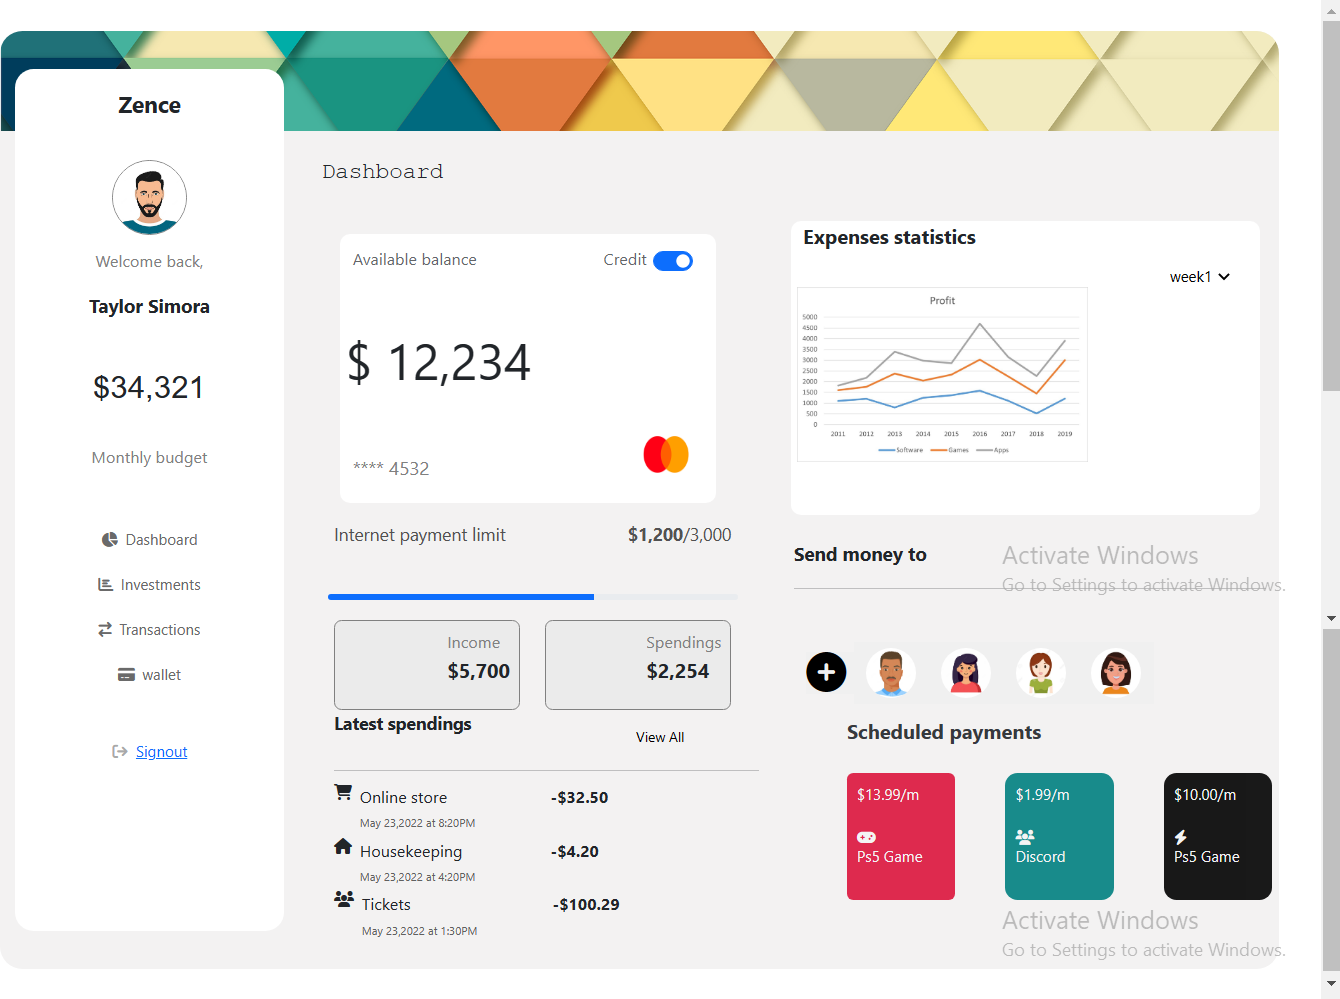 Zence
Welcome back,
Taylor Simora
$34,321
Monthly budget
Dashboard
Investments
Transactions
wallet
Signout
Dashboard
Available balance
Credit
$ 12,234
**** 4532
Internet payment limit
$1,200/3,000
Income
$5,700
Spendings
$2,254
Latest spendings
View All
Online store -$32.50
May 23,2022 at 8:20PM
Housekeeping -$4.20
May 23,2022 at 4:20PM
Tickets -$100.29
May 23,2022 at 1:30PM
Expenses statistics
week1
Profit
5000
4500
4000
3500
3000
2500
2000
1500
1000
500
0
2011 2012 2013 2014 2015 2016 2017 2018 2019
Software Games Apps
Send money to
Activate Windows
Go to Settings to activate Windows.
Scheduled payments
$13.99/m
Ps5 Game
$1.99/m
Discord
$10.00/m
Ps5 Game
Activate Windows
Go to Settings to activate Windows.